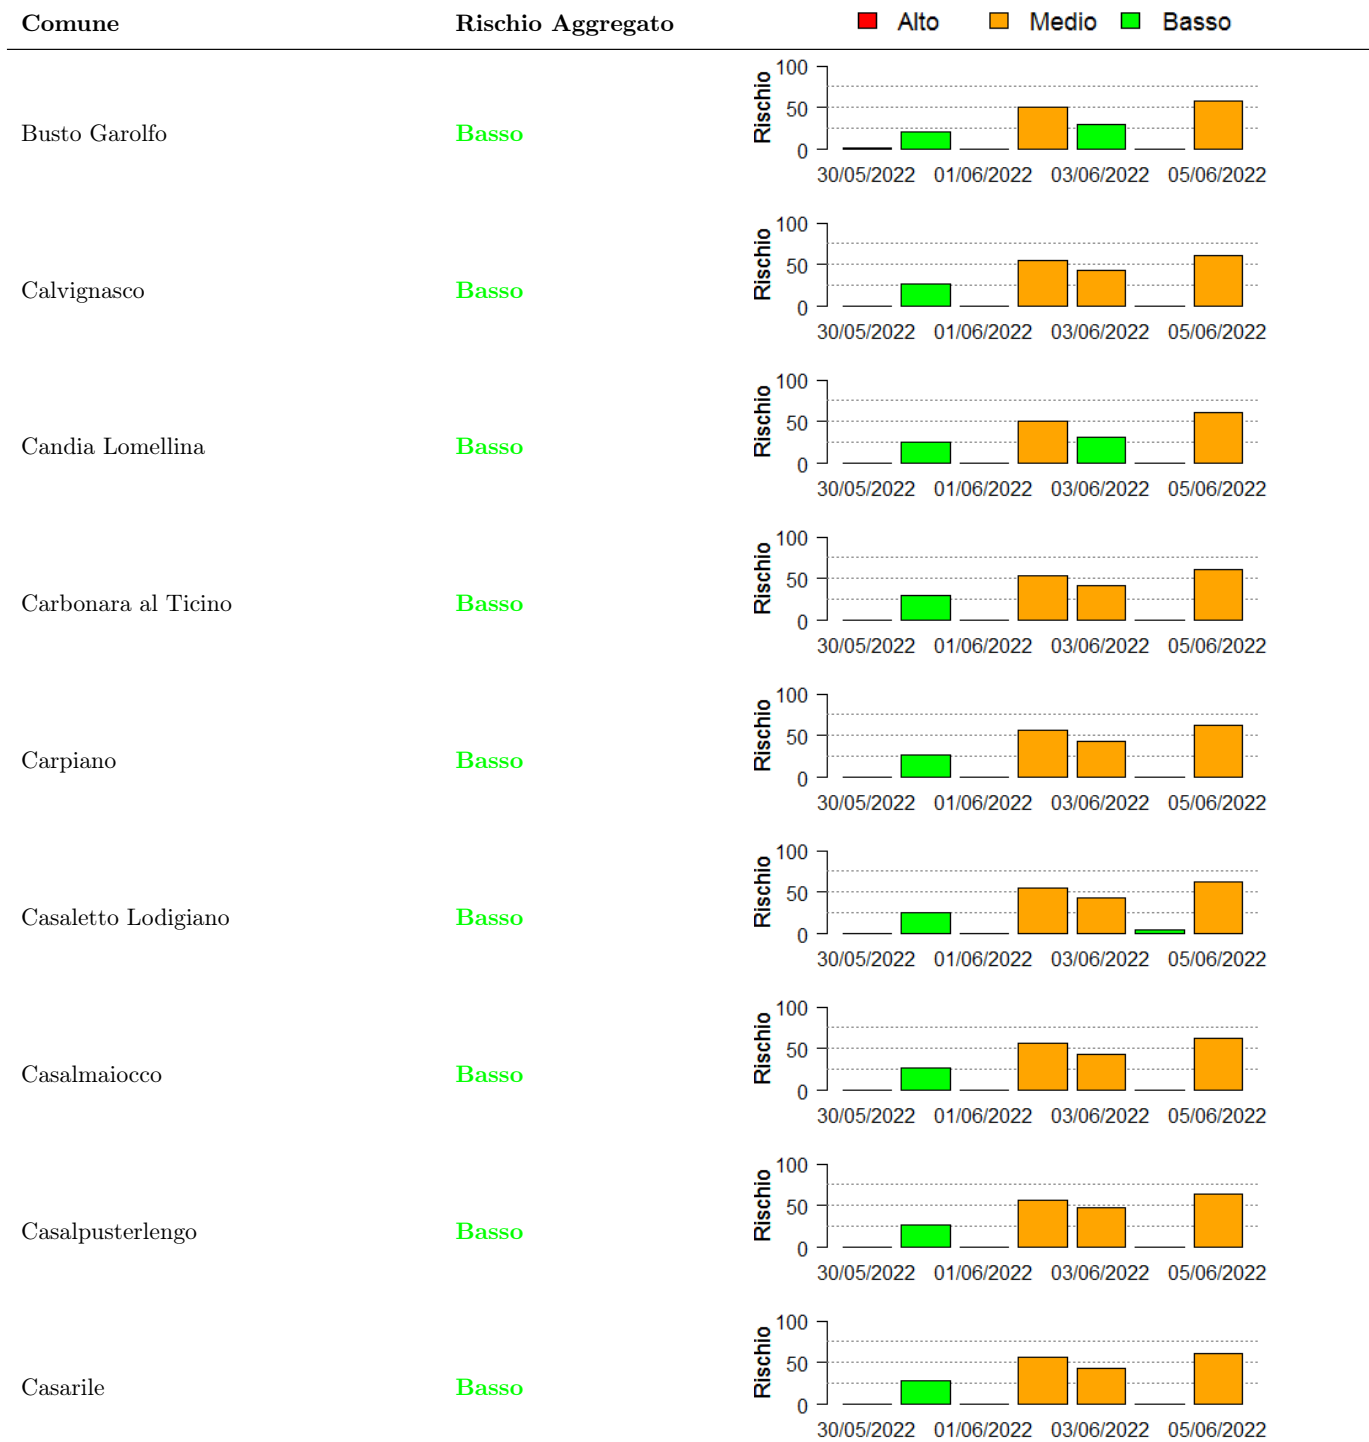 Comune Rischio Aggregato Alto Medio Basso
100
50
0
Rischio
Busto Garolfo Basso
30/05/2022 01/06/2022 03/06/2022 05/06/2022
100
50
0
Rischio
Calvignasco Basso
30/05/2022 01/06/2022 03/06/2022 05/06/2022
100
50
0
Rischio
Candia Lomellina Basso
30/05/2022 01/06/2022 03/06/2022 05/06/2022
100
50
0
Rischio
Carbonara al Ticino Basso
30/05/2022 01/06/2022 03/06/2022 05/06/2022
100
50
0
Rischio
Carpiano Basso
30/05/2022 01/06/2022 03/06/2022 05/06/2022
100
50
0
Rischio
Casaletto Lodigiano Basso
30/05/2022 01/06/2022 03/06/2022 05/06/2022
100
50
0
Rischio
Casalmaiocco Basso
30/05/2022 01/06/2022 03/06/2022 05/06/2022
100
50
0
Rischio
Casalpusterlengo Basso
30/05/2022 01/06/2022 03/06/2022 05/06/2022
100
50
0
Rischio
Casarile Basso
30/05/2022 01/06/2022 03/06/2022 05/06/2022